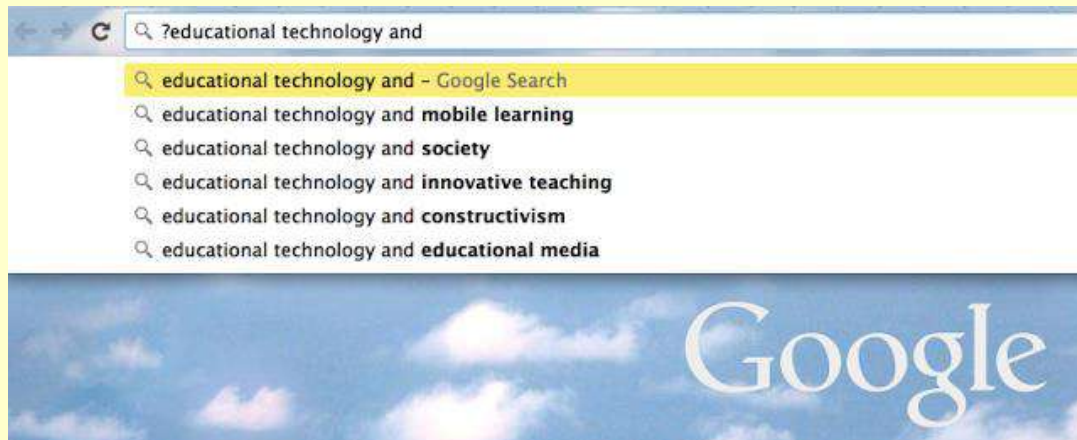 ?educational technology and
educational technology and – Google Search
educational technology and mobile learning
educational technology and society
educational technology and innovative teaching
educational technology and constructivism
educational technology and educational media
Google